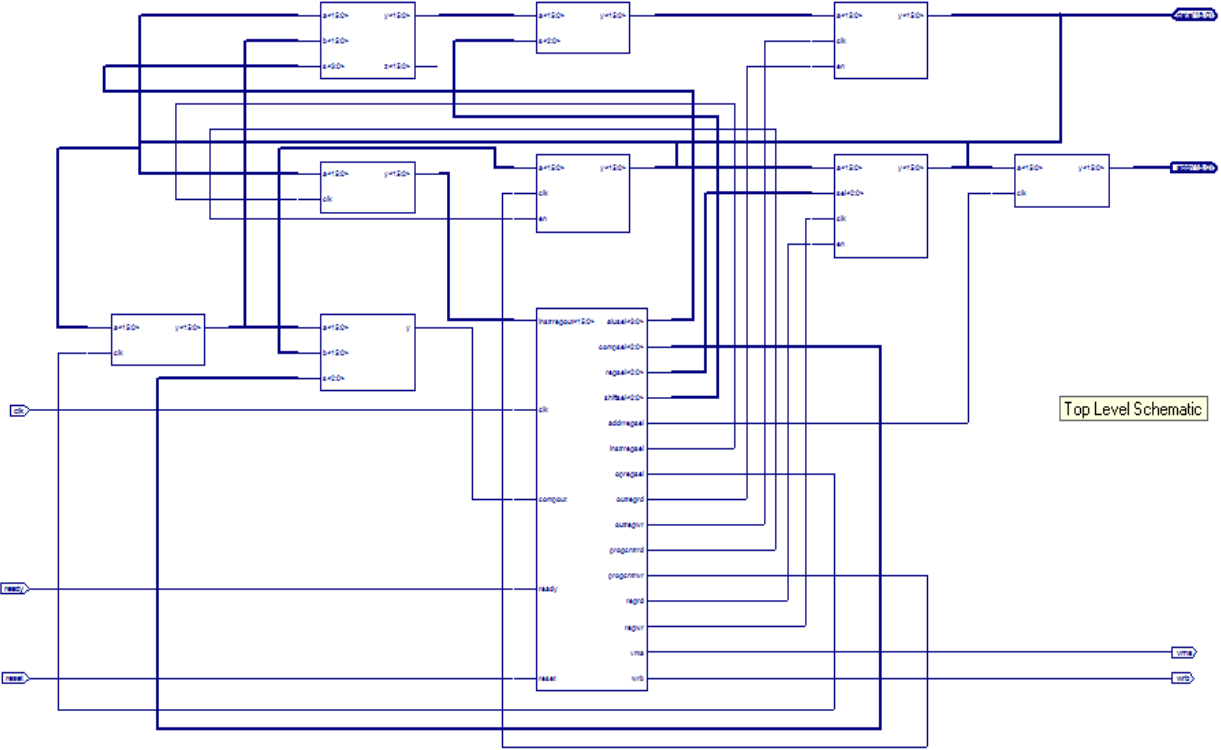 a<15:0> y<15:0>
b<15:0>
s<3:0> z<15:0>
a<15:0> y<15:0>
s<2:0>
a<15:0> y<15:0>
clk
en
a<15:0> y<15:0>
clk
a<15:0> y<15:0>
clk
en
a<15:0> y<15:0>
sel<2:0>
clk
en
a<15:0> y<15:0>
clk
a<15:0> y<15:0>
clk
a<15:0> y
b<15:0>
s<2:0>
instrregout<15:0> alusel<3:0>
compsel<2:0>
regsel<2:0>
shiftsel<2:0>
clk
clk
addrregsel
instrregsel
opregsel
compout
outregrd
outregwr
progcntrrd
progcntrwr
ready
ready
regrd
regwr
vma
vma
reset
reset
wrb
wrb
Top Level Schematic